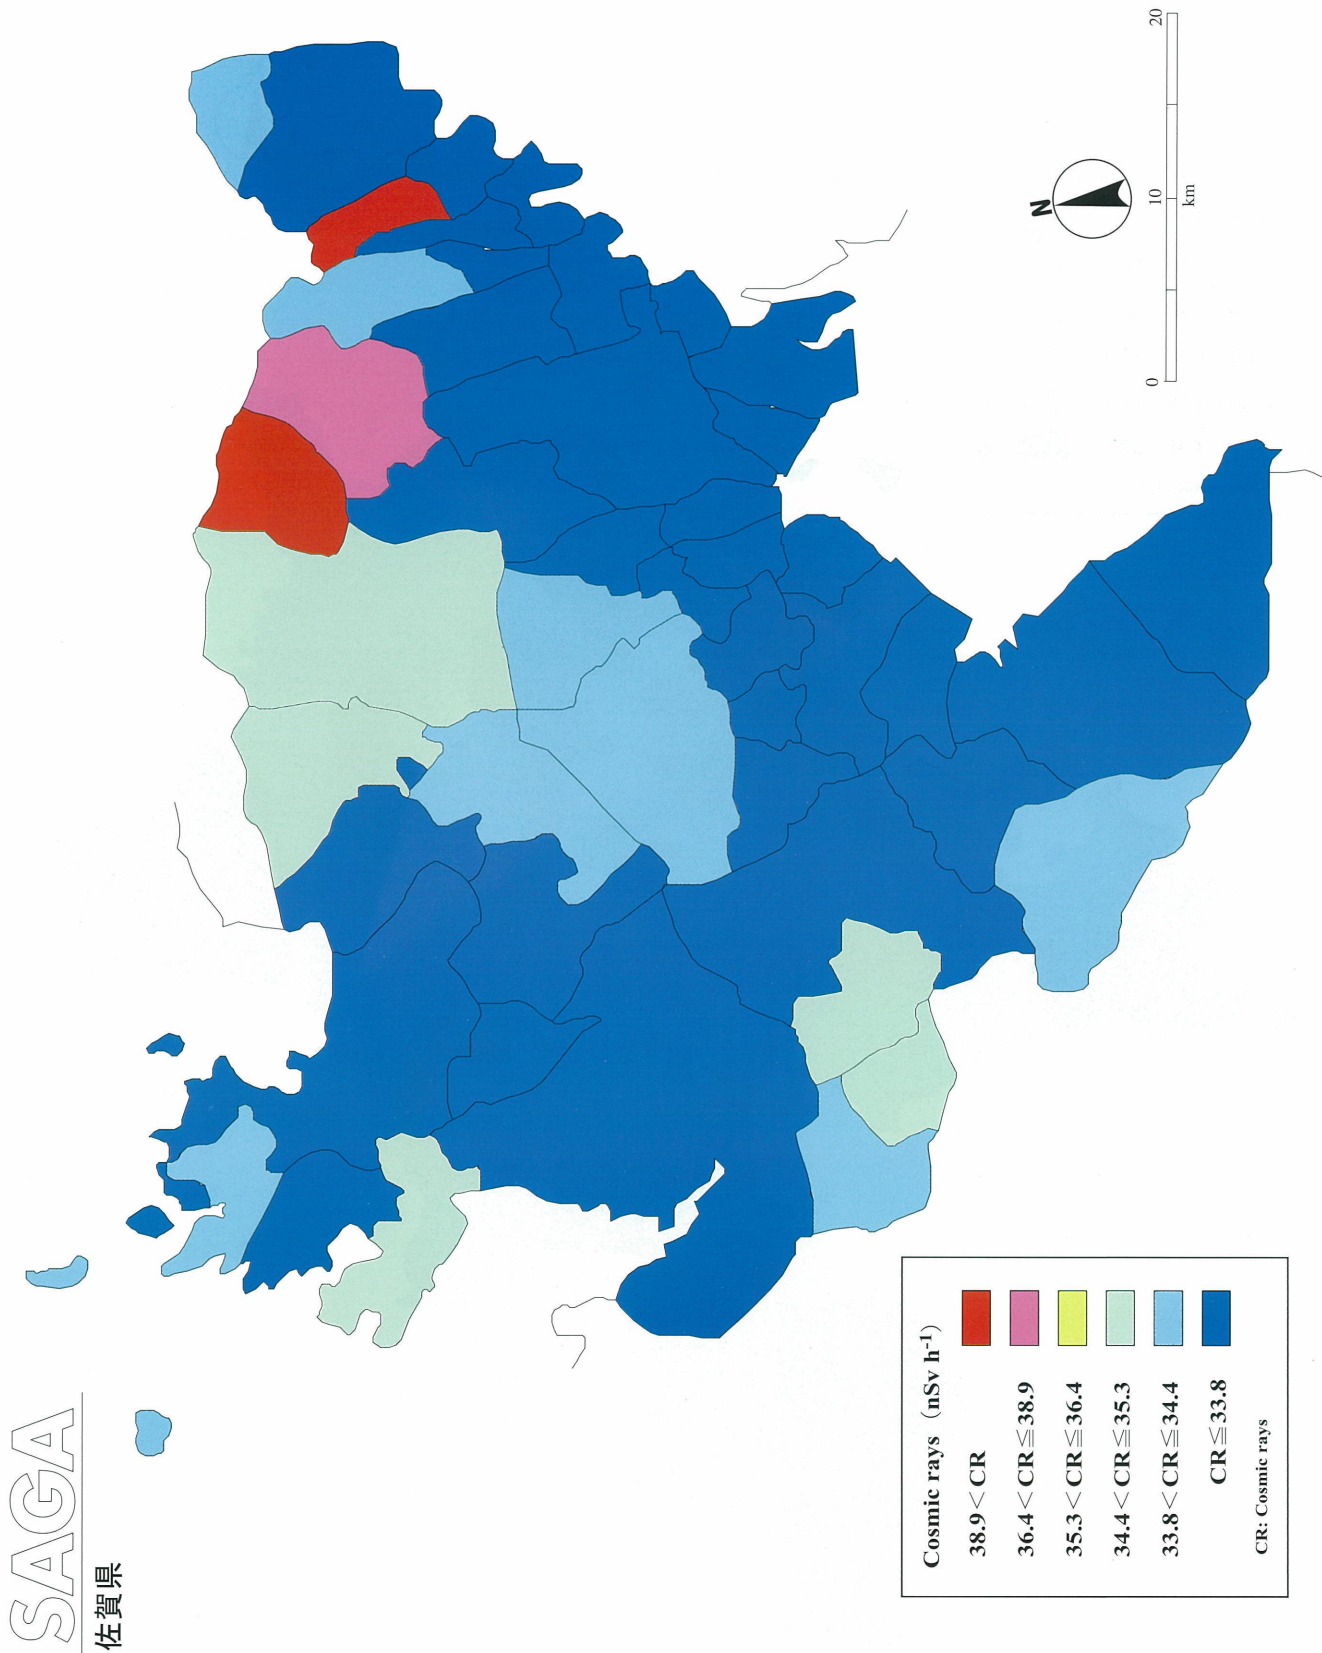 SAGA
佐賀県
N
0 10 20
km
Cosmic rays (nSv h-1)
38.9＜CR
36.4＜CR≦38.9
35.3＜CR≦36.4
34.4＜CR≦35.3
33.8＜CR≦34.4
CR≦33.8
CR: Cosmic rays